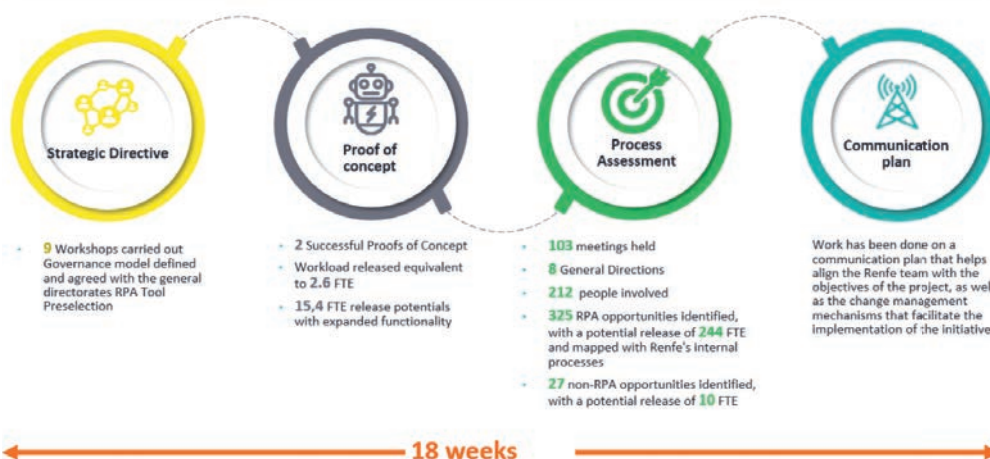 Strategic Directive
9 Workshops carried out
Governance model defined
and agreed with the general
directorates RPA Tool
Preselection
Proof of
concept
2 Successful Proofs of Concept
Workload released equivalent
to 2.6 FTE
15,4 FTE release potentials
with expanded functionality
Process
Assessment
103 meetings held
8 General Directions
212 people involved
325 RPA opportunities identified,
with a potential release of 244 FTE
and mapped with Renfe's internal
processes
27 non-RPA opportunities identified,
with a potential release of 10 FTE
Communication
plan
Work has been done on a
communication plan that helps
align the Renfe team with the
objectives of the project, as well
as the change management
mechanisms that facilitate the
implementation of the initiative
18 weeks